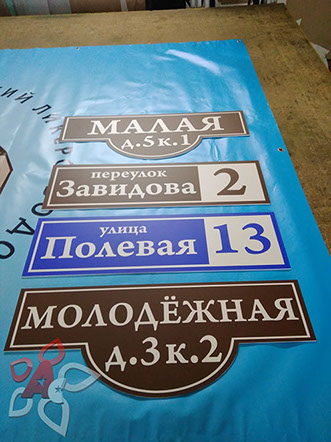 МАЛАЯ
д.5к.1
переулок
Завидова 2
улица
Полевая 13
МОЛОДЁЖНАЯ
д.3к.2